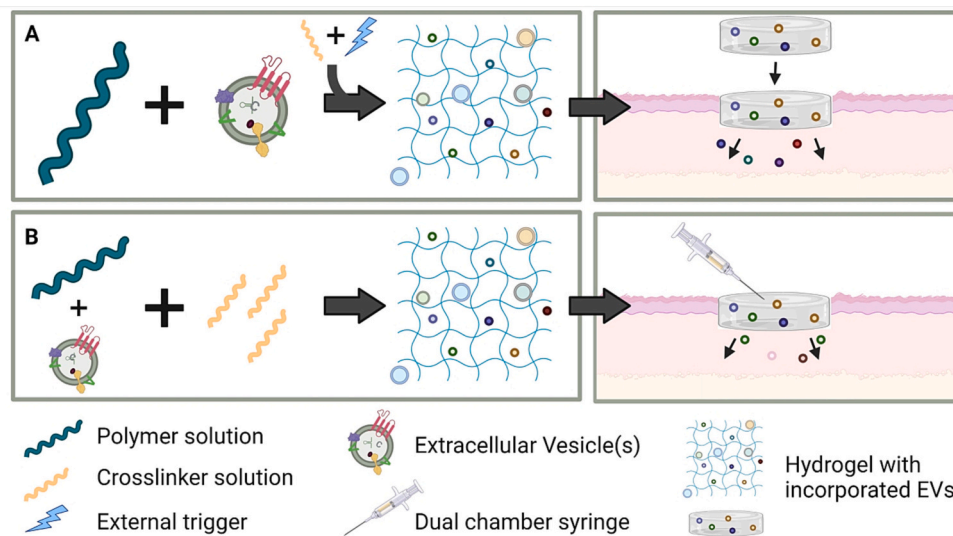 A
B
Polymer solution
Crosslinker solution
External trigger
Extracellular Vesicle(s)
Dual chamber syringe
Hydrogel with
incorporated EVs